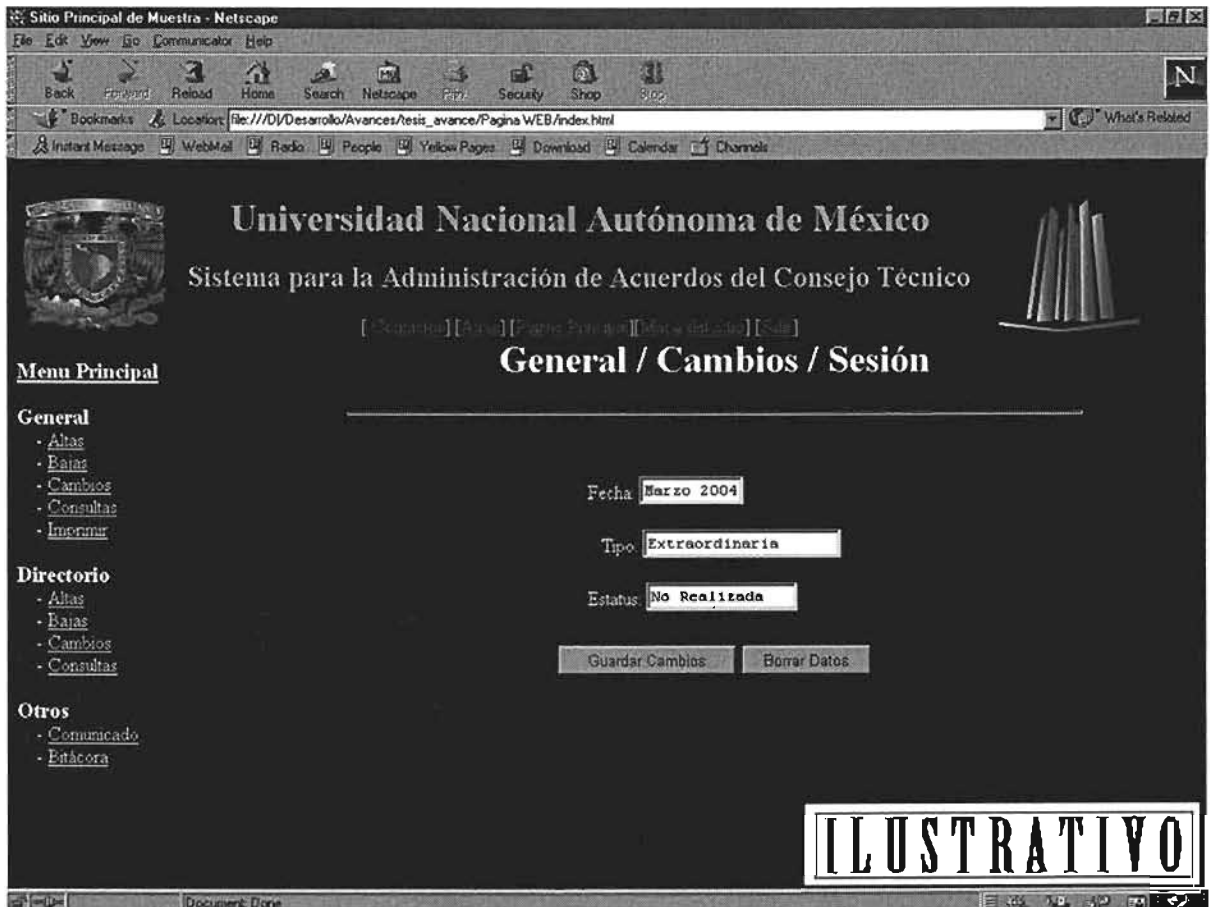 Sitio Principal de Muestra - Netscape
File Edit View Go Communicator Help
Back Forward Reload Home Search Netscape Print Security Shop Stop
N
Bookmarks Location: file:///D|/Desarrollo/Avances/tesis_avance/Pagina WEB/index.html What's Related
Instant Message WebMail Radio People Yellow Pages Download Calendar Channels
Universidad Nacional Autónoma de México
Sistema para la Administración de Acuerdos del Consejo Técnico
General / Cambios / Sesión
Menu Principal
General
- Altas
- Bajas
- Cambios
- Consultas
- Imprimir
Directorio
- Altas
- Bajas
- Cambios
- Consultas
Otros
- Comunicado
- Bitácora
Fecha: Marzo 2004
Tipo: Extraordinaria
Estatus: No Realizada
Guardar Cambios Borrar Datos
ILUSTRATIVO
Document: Done